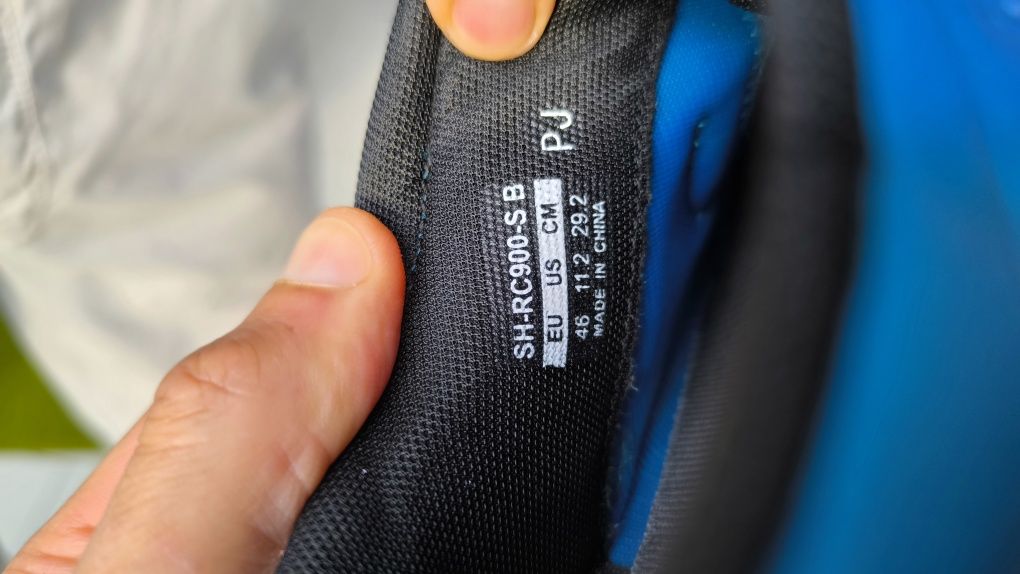 PJ
SH-RC900-S B
EU US CM
46 11.2 29.2
MADE IN CHINA